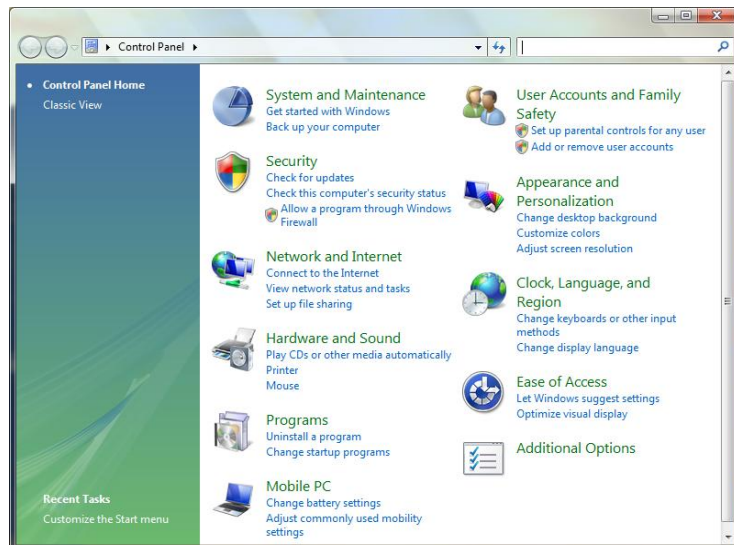 Control Panel
Control Panel Home
Classic View
Recent Tasks
Customize the Start menu
System and Maintenance
Get started with Windows
Back up your computer
Security
Check for updates
Check this computer's security status
Allow a program through Windows
Firewall
Network and Internet
Connect to the Internet
View network status and tasks
Set up file sharing
Hardware and Sound
Play CDs or other media automatically
Printer
Mouse
Programs
Uninstall a program
Change startup programs
Mobile PC
Change battery settings
Adjust commonly used mobility
settings
User Accounts and Family
Safety
Set up parental controls for any user
Add or remove user accounts
Appearance and
Personalization
Change desktop background
Customize colors
Adjust screen resolution
Clock, Language, and
Region
Change keyboards or other input
methods
Change display language
Ease of Access
Let Windows suggest settings
Optimize visual display
Additional Options